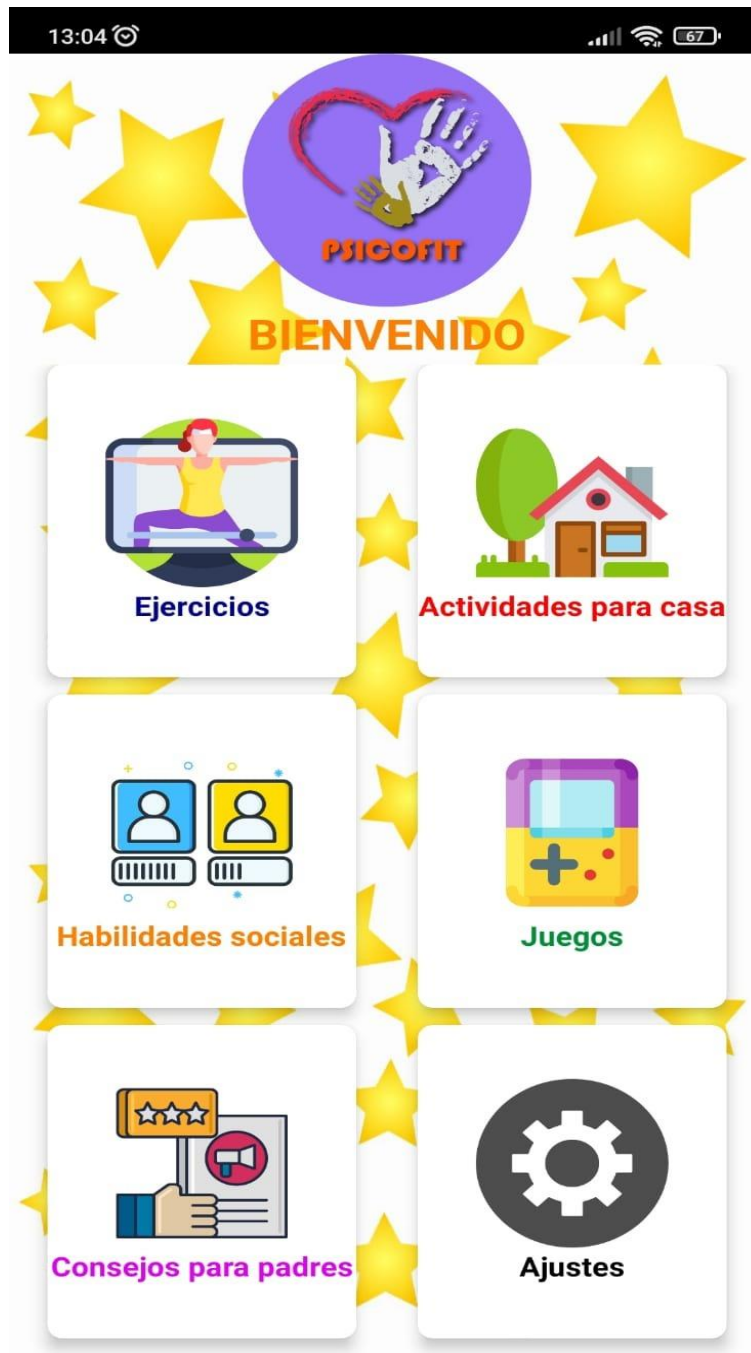 13:04
67
PSICOFIT
BIENVENIDO
Ejercicios
Actividades para casa
Habilidades sociales
Juegos
Consejos para padres
Ajustes